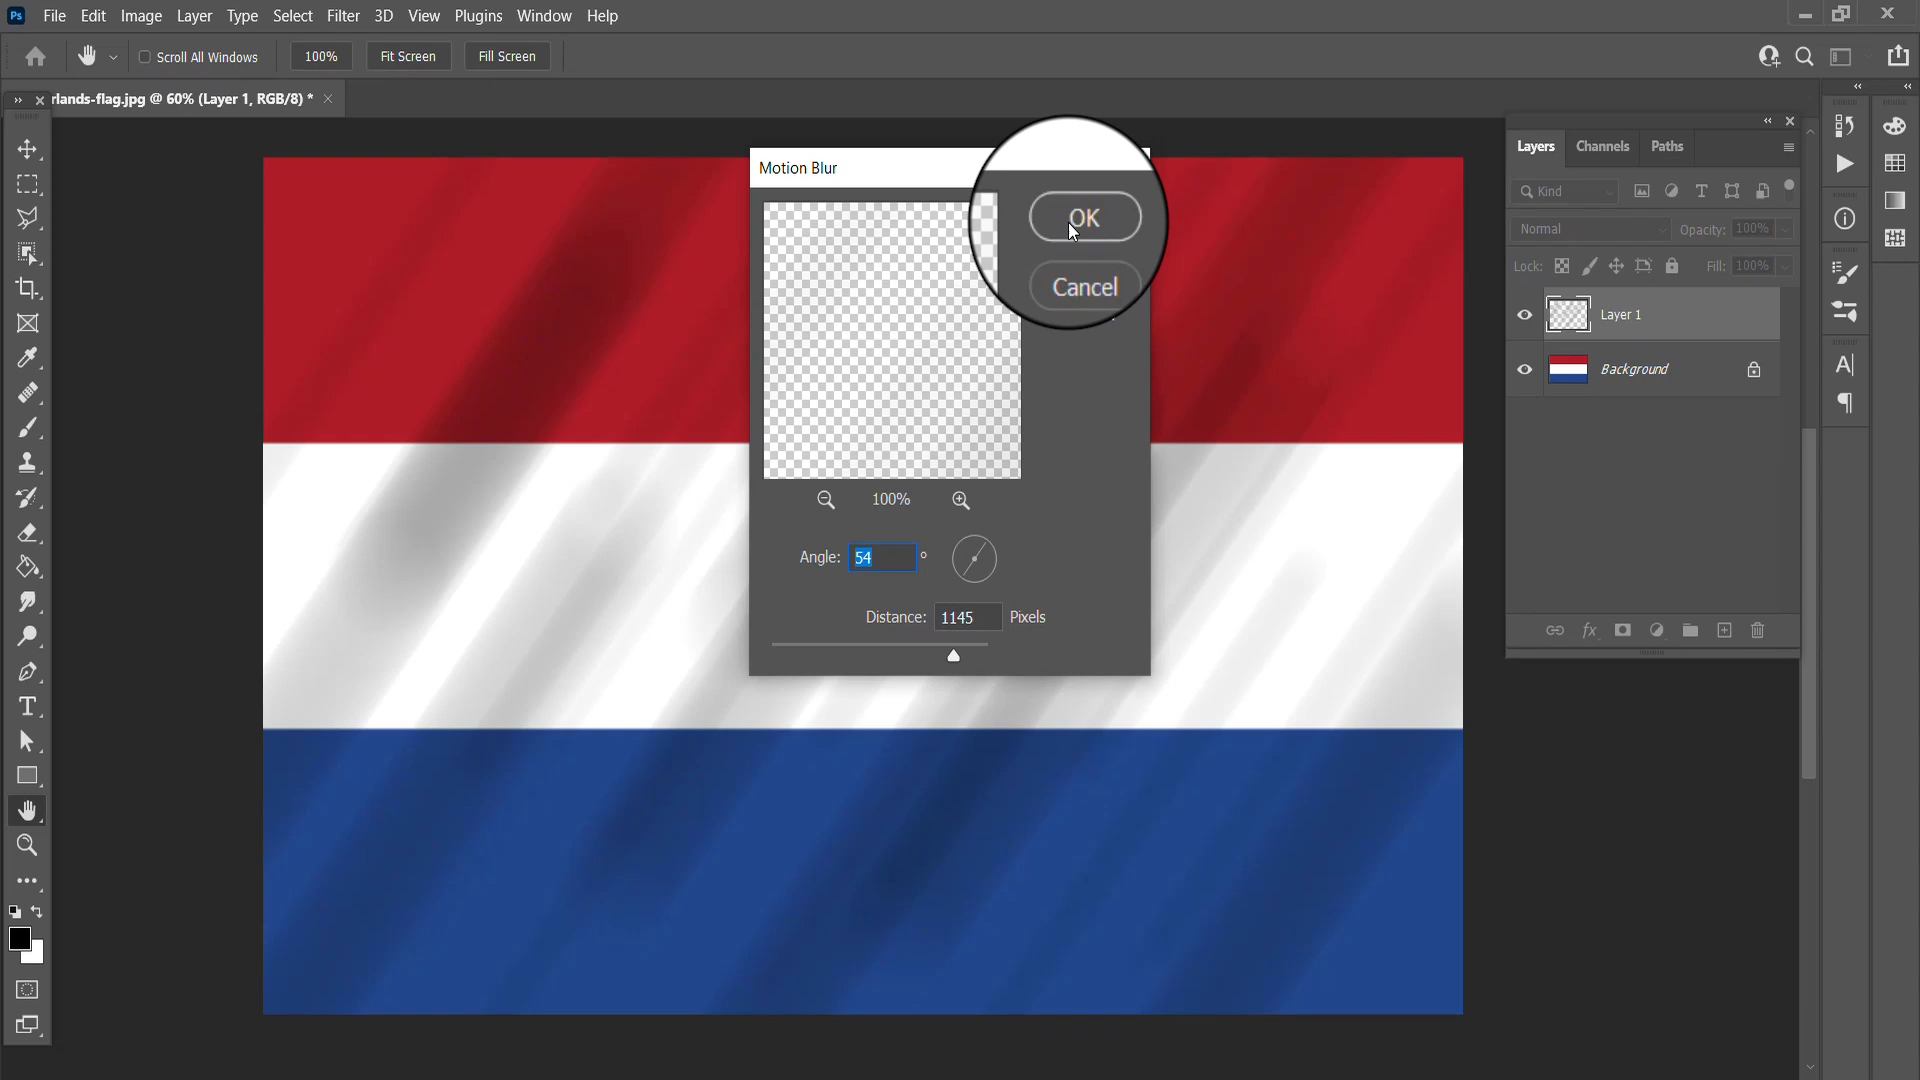 Ps File Edit Image Layer Type Select Filter 3D View Plugins Window Help
Scroll All Windows 100% Fit Screen Fill Screen
rlands-flag.jpg @ 60% (Layer 1, RGB/8) *
Motion Blur
OK
Cancel
100%
Angle: 54 °
Distance: 1145 Pixels
Layers Channels Paths
Kind
Normal Opacity: 100%
Lock: Fill: 100%
Layer 1
Background
fx